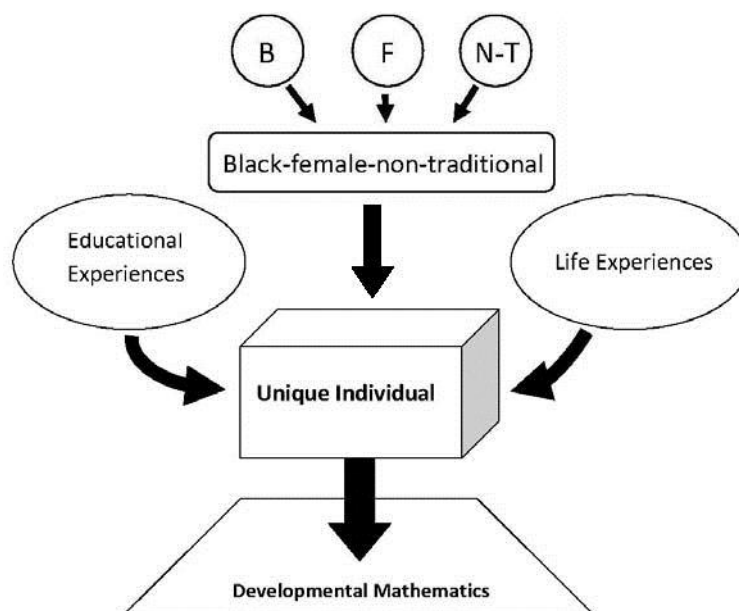 B
F
N-T
Black-female-non-traditional
Educational
Experiences
Life Experiences
Unique Individual
Developmental Mathematics